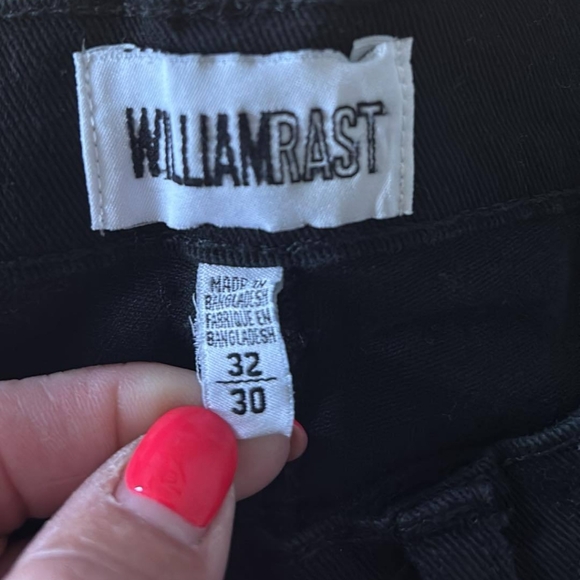 WILLIAMRAST
MADE IN
BANGLADESH
FABRIQUE EN
BANGLADESH
32
30